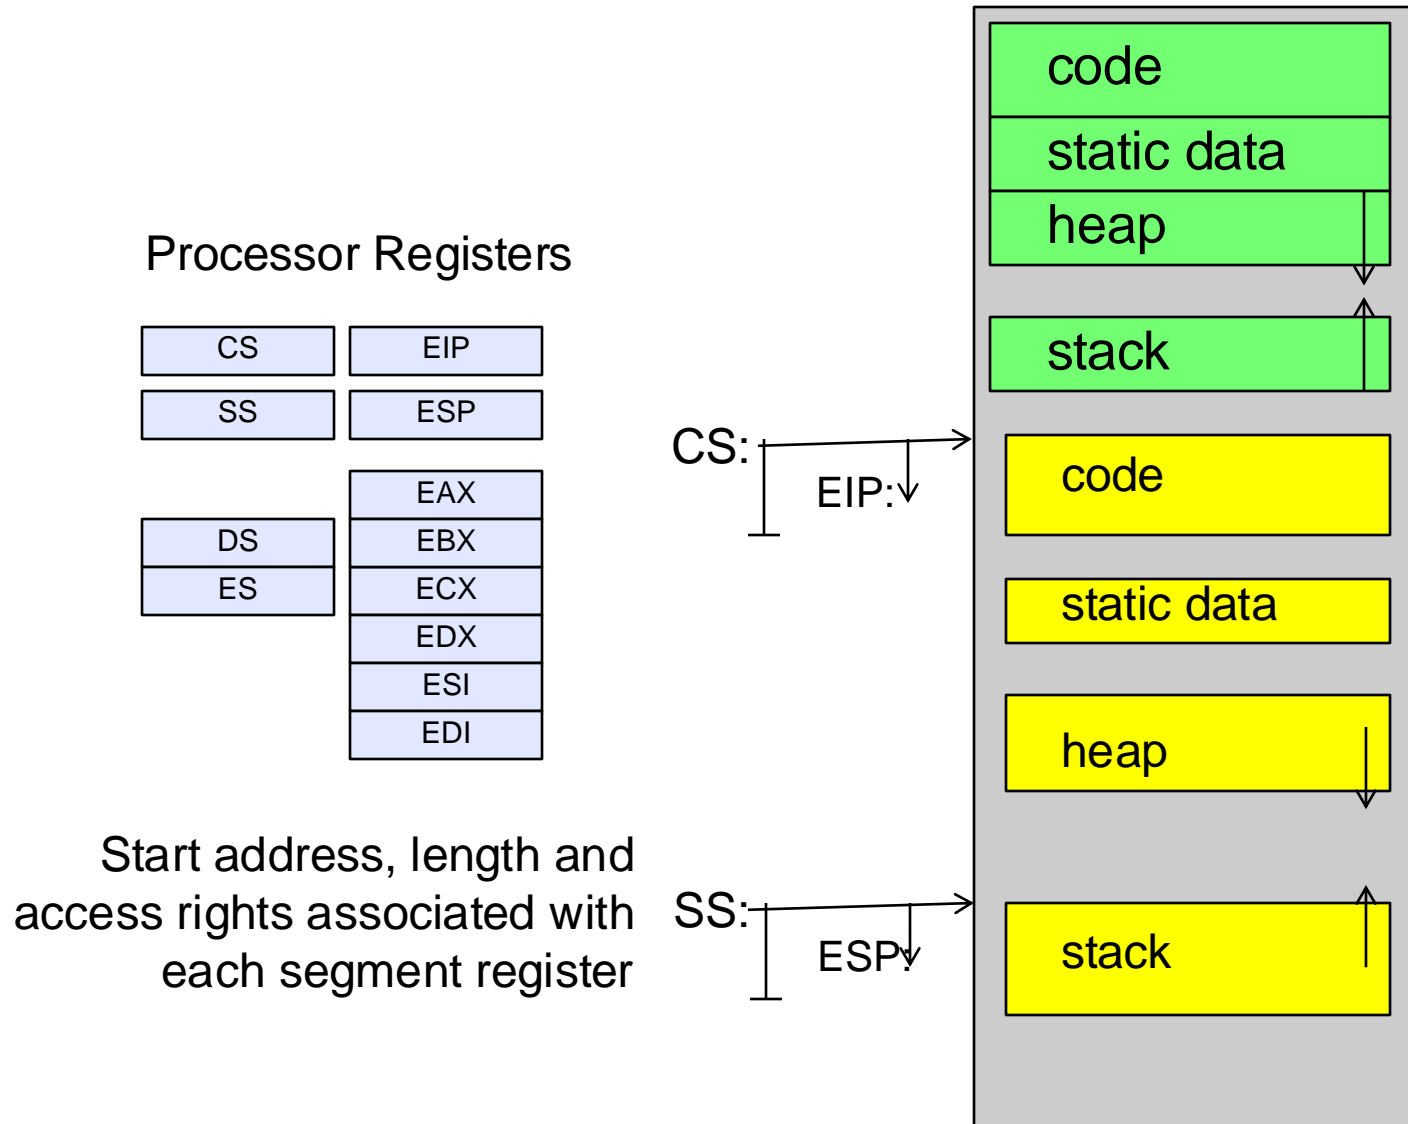 Processor Registers
CS EIP
SS ESP
EAX
DS EBX
ES ECX
EDX
ESI
EDI
Start address, length and
access rights associated with
each segment register
CS:
EIP:
SS:
ESP:
code
static data
heap
stack
code
static data
heap
stack